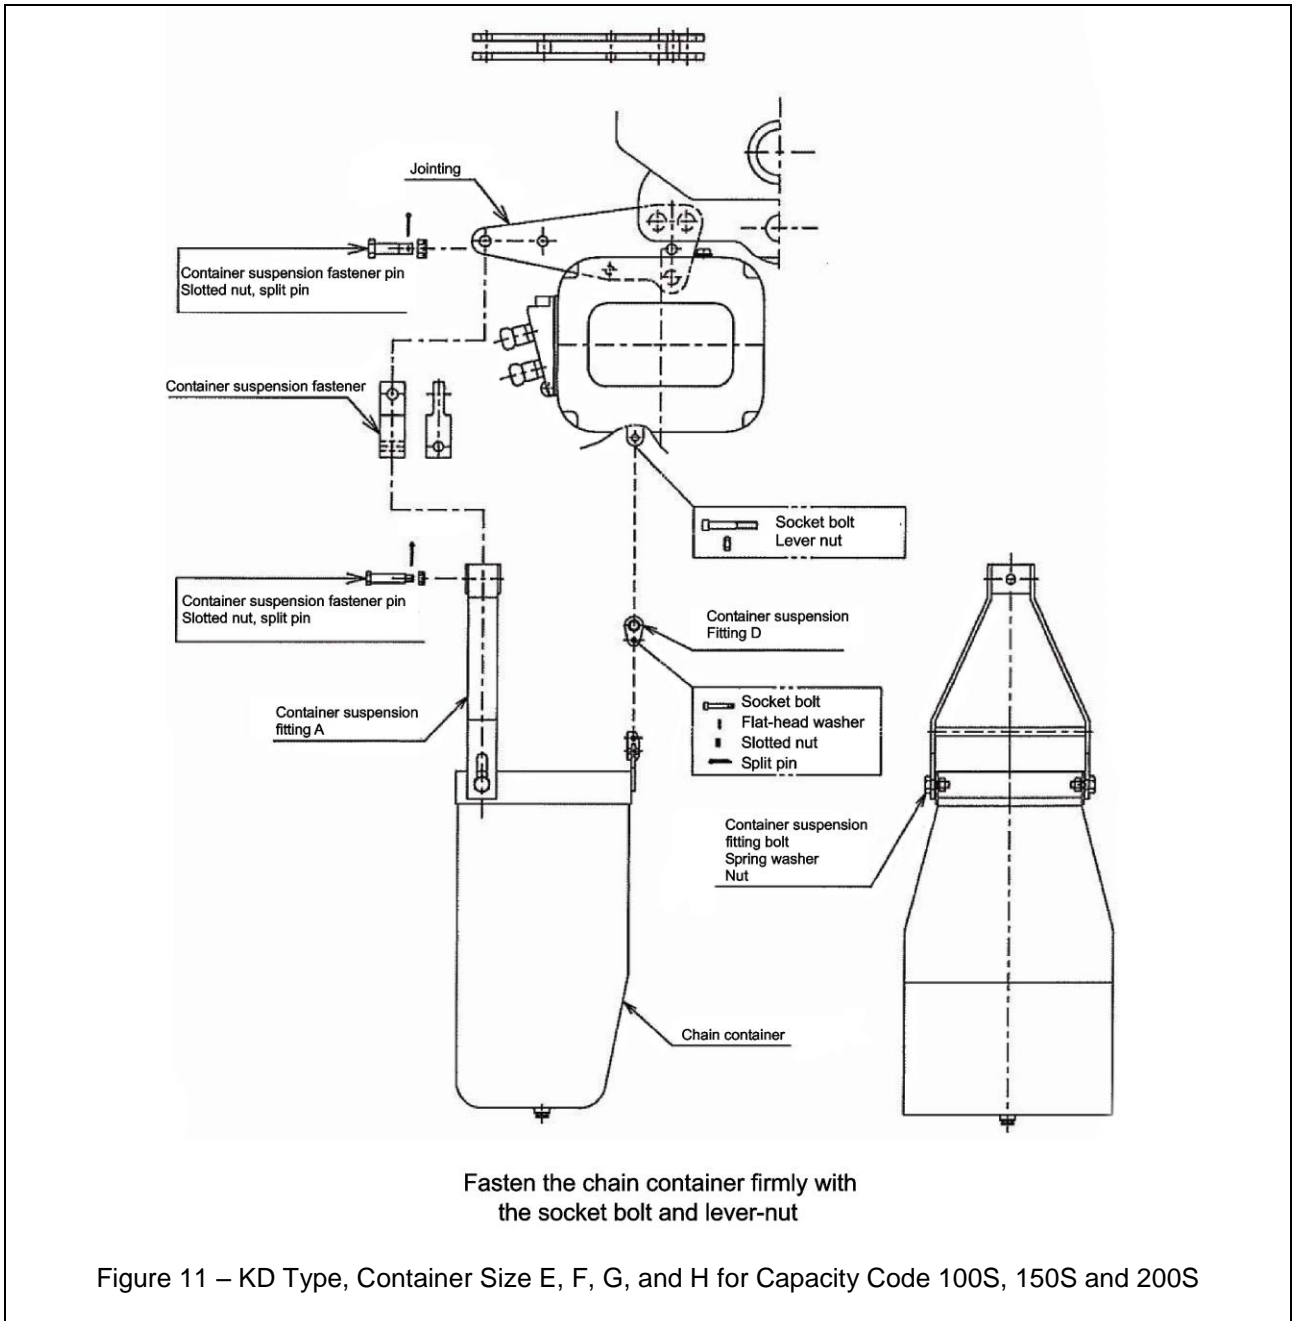 Jointing
Container suspension fastener pin
Slotted nut, split pin
Container suspension fastener
Socket bolt
Lever nut
Container suspension fastener pin
Slotted nut, split pin
Container suspension
Fitting D
Socket bolt
Flat-head washer
Slotted nut
Split pin
Container suspension
fitting A
Container suspension
fitting bolt
Spring washer
Nut
Chain container
Fasten the chain container firmly with
the socket bolt and lever-nut
Figure 11 – KD Type, Container Size E, F, G, and H for Capacity Code 100S, 150S and 200S